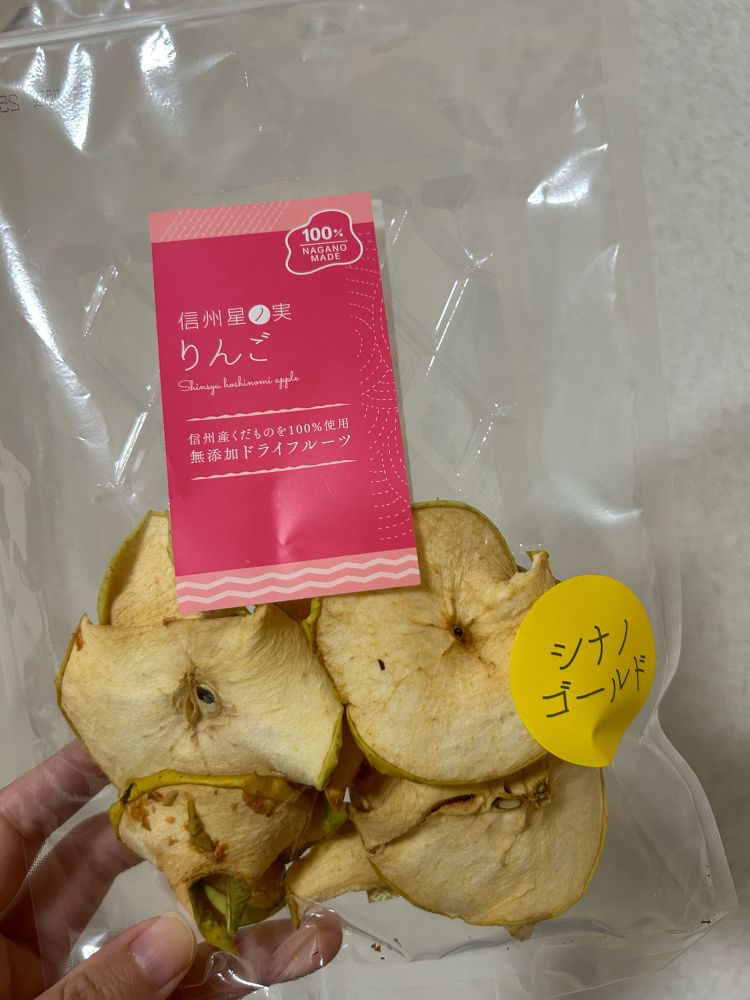 100%
NAGANO
MADE
信州星ノ実
りんご
Shinsyu hoshinomi apple
信州産くだものを100%使用
無添加ドライフルーツ
シナノ
ゴールド